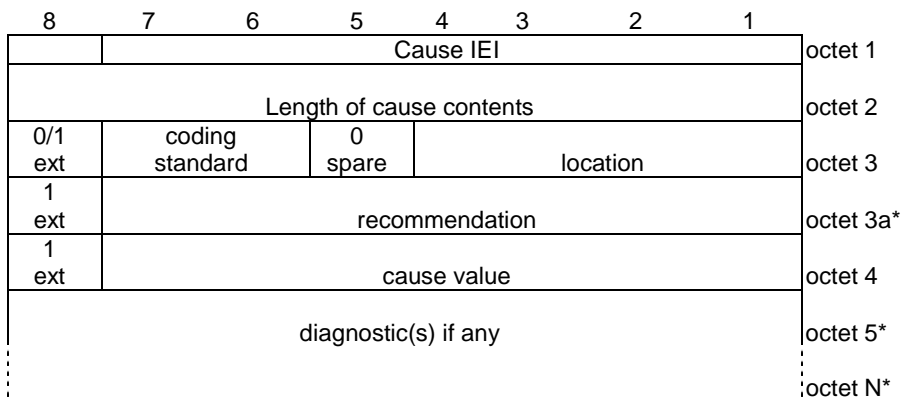 8 7 6 5 4 3 2 1
Cause IEI octet 1
Length of cause contents octet 2
0/1 coding 0
ext standard spare location octet 3
1
ext recommendation octet 3a*
1
ext cause value octet 4
diagnostic(s) if any octet 5*
octet N*